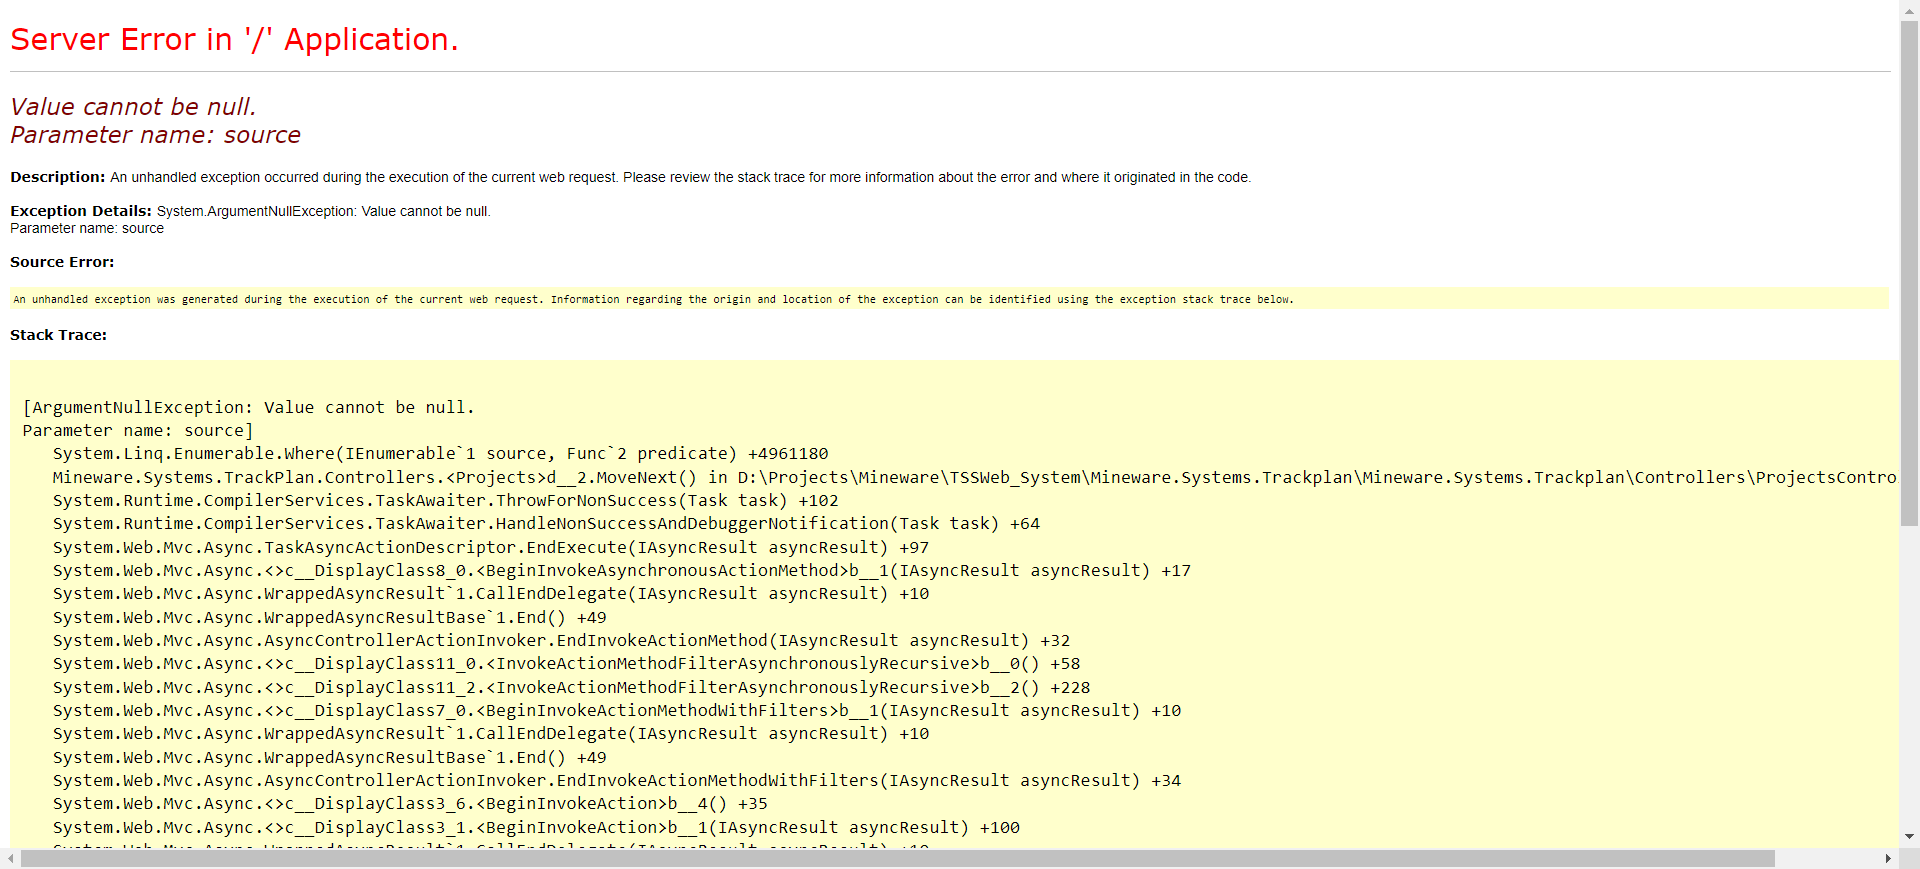 Server Error in '/' Application.
Value cannot be null.
Parameter name: source
Description: An unhandled exception occurred during the execution of the current web request. Please review the stack trace for more information about the error and where it originated in the code.
Exception Details: System.ArgumentNullException: Value cannot be null.
Parameter name: source
Source Error:
An unhandled exception was generated during the execution of the current web request. Information regarding the origin and location of the exception can be identified using the exception stack trace below.
Stack Trace:
[ArgumentNullException: Value cannot be null.
Parameter name: source]
System.Linq.Enumerable.Where(IEnumerable`1 source, Func`2 predicate) +4961180
Mineware.Systems.TrackPlan.Controllers.<Projects>d__2.MoveNext() in D:\Projects\Mineware\TSSWeb_System\Mineware.Systems.Trackplan\Mineware.Systems.Trackplan\Controllers\ProjectsContro
System.Runtime.CompilerServices.TaskAwaiter.ThrowForNonSuccess(Task task) +102
System.Runtime.CompilerServices.TaskAwaiter.HandleNonSuccessAndDebuggerNotification(Task task) +64
System.Web.Mvc.Async.TaskAsyncActionDescriptor.EndExecute(IAsyncResult asyncResult) +97
System.Web.Mvc.Async.<>c__DisplayClass8_0.<BeginInvokeAsynchronousActionMethod>b__1(IAsyncResult asyncResult) +17
System.Web.Mvc.Async.WrappedAsyncResult`1.CallEndDelegate(IAsyncResult asyncResult) +10
System.Web.Mvc.Async.WrappedAsyncResultBase`1.End() +49
System.Web.Mvc.Async.AsyncControllerActionInvoker.EndInvokeActionMethod(IAsyncResult asyncResult) +32
System.Web.Mvc.Async.<>c__DisplayClass11_0.<InvokeActionMethodFilterAsynchronouslyRecursive>b__0() +58
System.Web.Mvc.Async.<>c__DisplayClass11_2.<InvokeActionMethodFilterAsynchronouslyRecursive>b__2() +228
System.Web.Mvc.Async.<>c__DisplayClass7_0.<BeginInvokeActionMethodWithFilters>b__1(IAsyncResult asyncResult) +10
System.Web.Mvc.Async.WrappedAsyncResult`1.CallEndDelegate(IAsyncResult asyncResult) +10
System.Web.Mvc.Async.WrappedAsyncResultBase`1.End() +49
System.Web.Mvc.Async.AsyncControllerActionInvoker.EndInvokeActionMethodWithFilters(IAsyncResult asyncResult) +34
System.Web.Mvc.Async.<>c__DisplayClass3_6.<BeginInvokeAction>b__4() +35
System.Web.Mvc.Async.<>c__DisplayClass3_1.<BeginInvokeAction>b__1(IAsyncResult asyncResult) +100